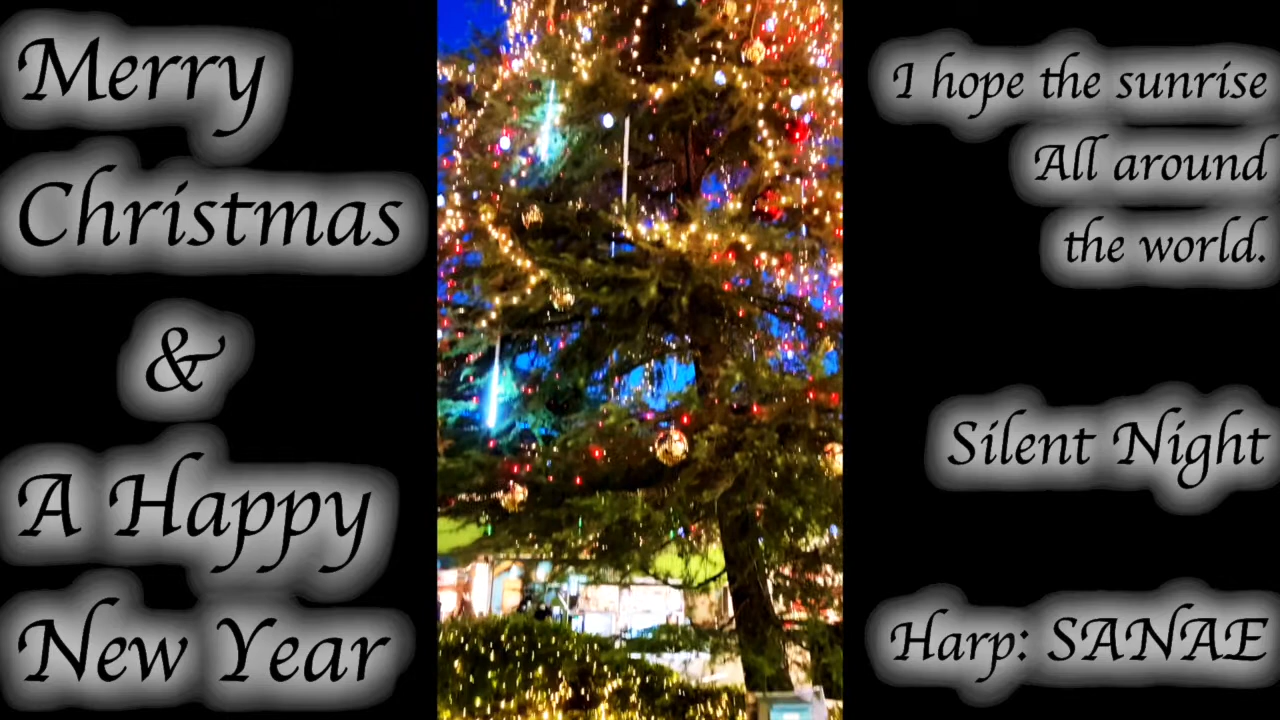 Merry
Christmas
&
A Happy
New Year
I hope the sunrise
All around
the world.
Silent Night
Harp: SANAE